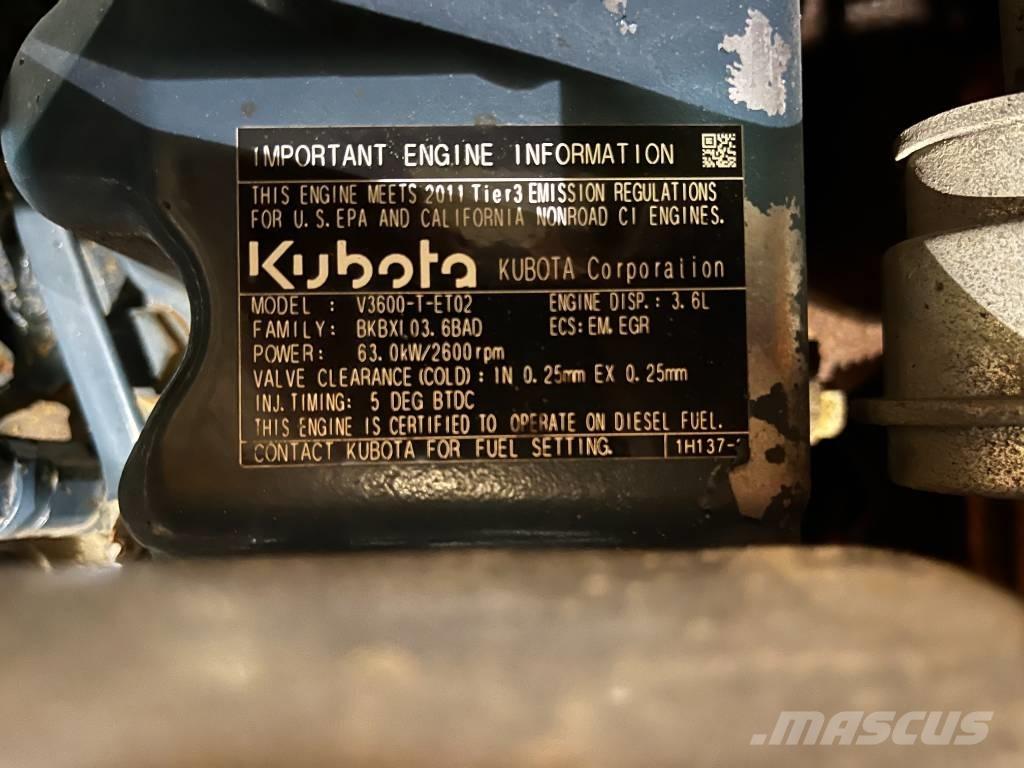 IMPORTANT ENGINE INFORMATION
THIS ENGINE MEETS 2011 Tier3 EMISSION REGULATIONS
FOR U.S. EPA AND CALIFORNIA NONROAD CI ENGINES.
Kubota KUBOTA Corporation
MODEL : V3600-T-ET02 ENGINE DISP.: 3.6L
FAMILY: BKBXL03.6BAD ECS: EM, EGR
POWER: 63.0kW/2600rpm
VALVE CLEARANCE (COLD) : IN 0.25mm EX 0.25mm
INJ. TIMING: 5 DEG BTDC
THIS ENGINE IS CERTIFIED TO OPERATE ON DIESEL FUEL.
CONTACT KUBOTA FOR FUEL SETTING. 1H137-
MASCUS